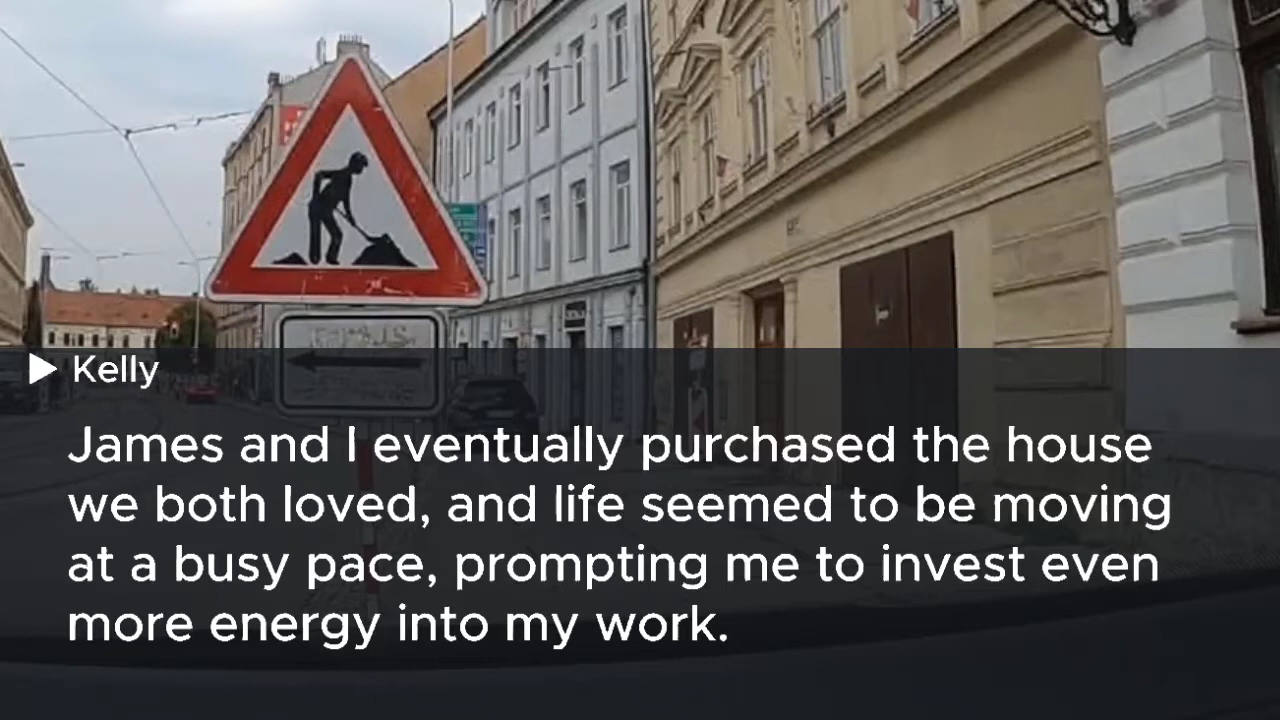 Kelly
James and I eventually purchased the house
we both loved, and life seemed to be moving
at a busy pace, prompting me to invest even
more energy into my work.